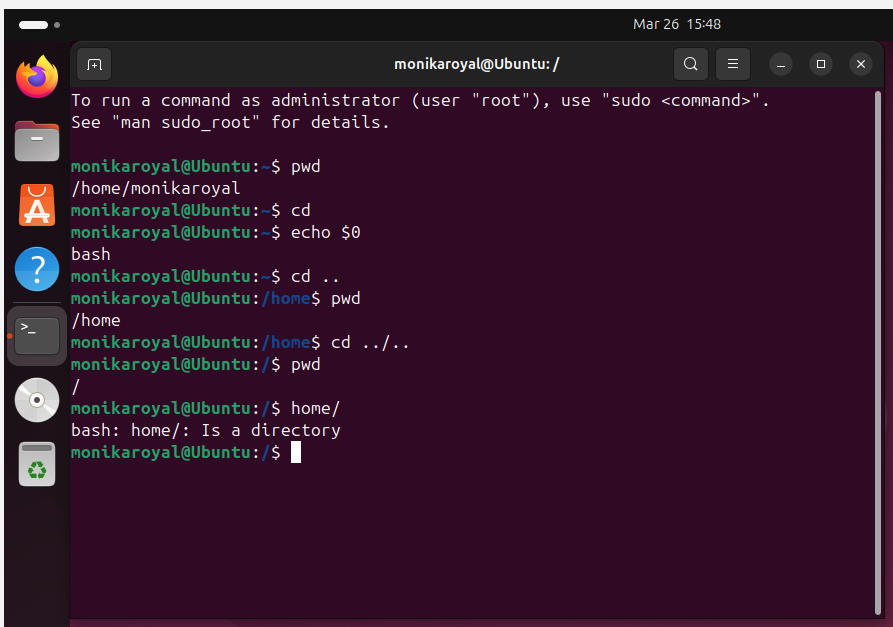 Mar 26 15:48
monikaroyal@Ubuntu: /
To run a command as administrator (user "root"), use "sudo <command>".
See "man sudo_root" for details.
monikaroyal@Ubuntu:~$ pwd
/home/monikaroyal
monikaroyal@Ubuntu:~$ cd
monikaroyal@Ubuntu:~$ echo $0
bash
monikaroyal@Ubuntu:~$ cd ..
monikaroyal@Ubuntu:/home$ pwd
/home
monikaroyal@Ubuntu:/home$ cd ../..
monikaroyal@Ubuntu:/$ pwd
/
monikaroyal@Ubuntu:/$ home/
bash: home/: Is a directory
monikaroyal@Ubuntu:/$